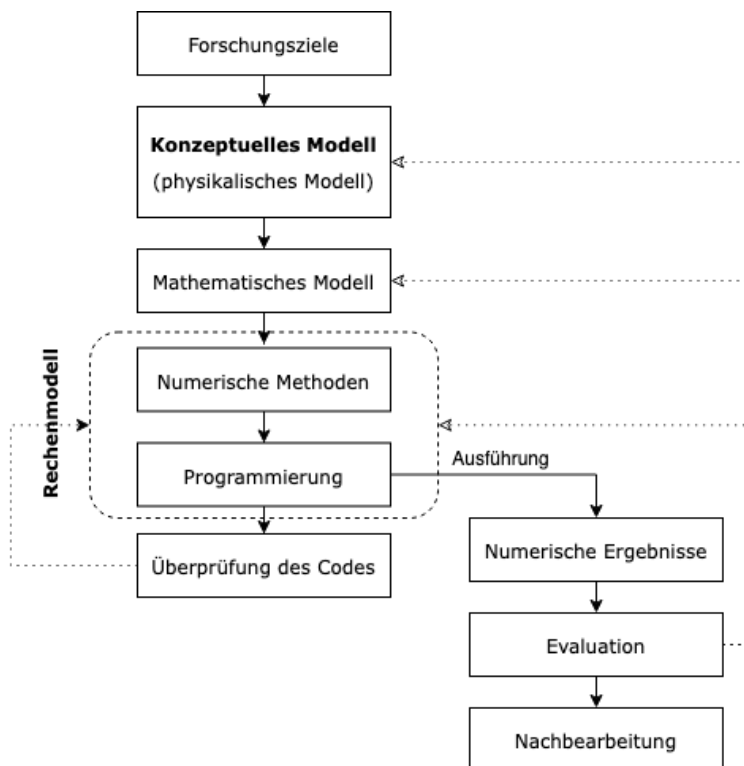 Forschungsziele
Konzeptuelles Modell
(physikalisches Modell)
Mathematisches Modell
Rechenmodell
Numerische Methoden
Programmierung
Ausführung
Überprüfung des Codes
Numerische Ergebnisse
Evaluation
Nachbearbeitung